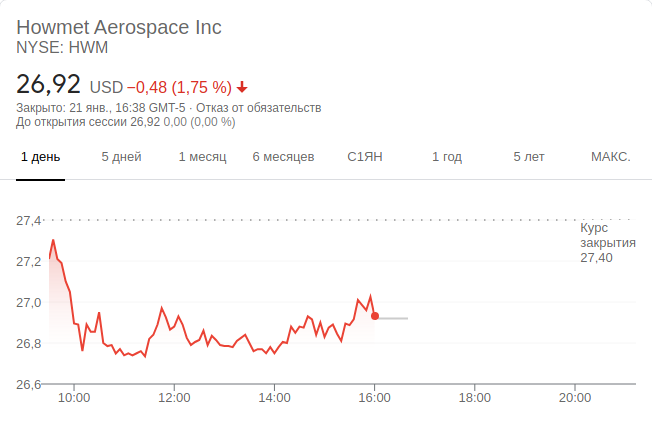 Howmet Aerospace Inc
NYSE: HWM
26,92 USD −0,48 (1,75 %)
Закрыто: 21 янв., 16:38 GMT-5 · Отказ от обязательств
До открытия сессии 26,92 0,00 (0,00 %)
1 день 5 дней 1 месяц 6 месяцев С1ЯН 1 год 5 лет МАКС.
27,4
Курс
закрытия
27,40
27,2
27,0
26,8
26,6
10:00 12:00 14:00 16:00 18:00 20:00